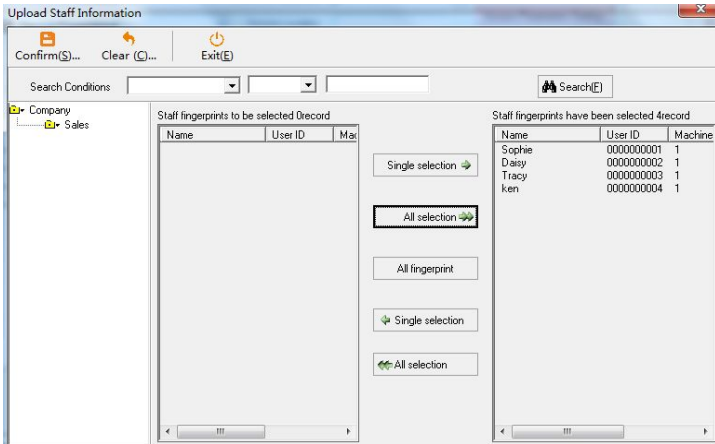 Upload Staff Information
Confirm(S)... Clear (C)... Exit(E)
Search Conditions Search(F)
Company
Sales
Staff fingerprints to be selected 0record
Name User ID Mac
Single selection
All selection
All fingerprint
Single selection
All selection
Staff fingerprints have been selected 4record
Name User ID Machine
Sophie 0000000001 1
Daisy 0000000002 1
Tracy 0000000003 1
ken 0000000004 1